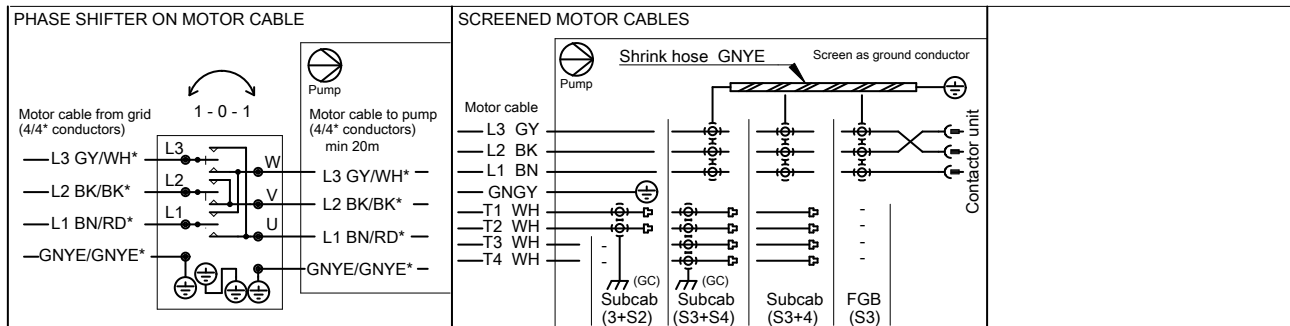 PHASE SHIFTER ON MOTOR CABLE
Pump
1 - 0 - 1
Motor cable from grid
(4/4* conductors)
Motor cable to pump
(4/4* conductors)
min 20m
L3 GY/WH*
L3
W
L3 GY/WH*
L2 BK/BK*
L2
V
L2 BK/BK*
L1 BN/RD*
L1
U
L1 BN/RD*
GNYE/GNYE*
GNYE/GNYE*
SCREENED MOTOR CABLES
Pump
Shrink hose GNYE
Screen as ground conductor
Motor cable
L3 GY
L2 BK
L1 BN
GNGY
T1 WH
T2 WH
T3 WH
T4 WH
Contactor unit
-
-
-
-
-
-
(GC)
(GC)
Subcab
(3+S2)
Subcab
(S3+S4)
Subcab
(S3+4)
FGB
(S3)